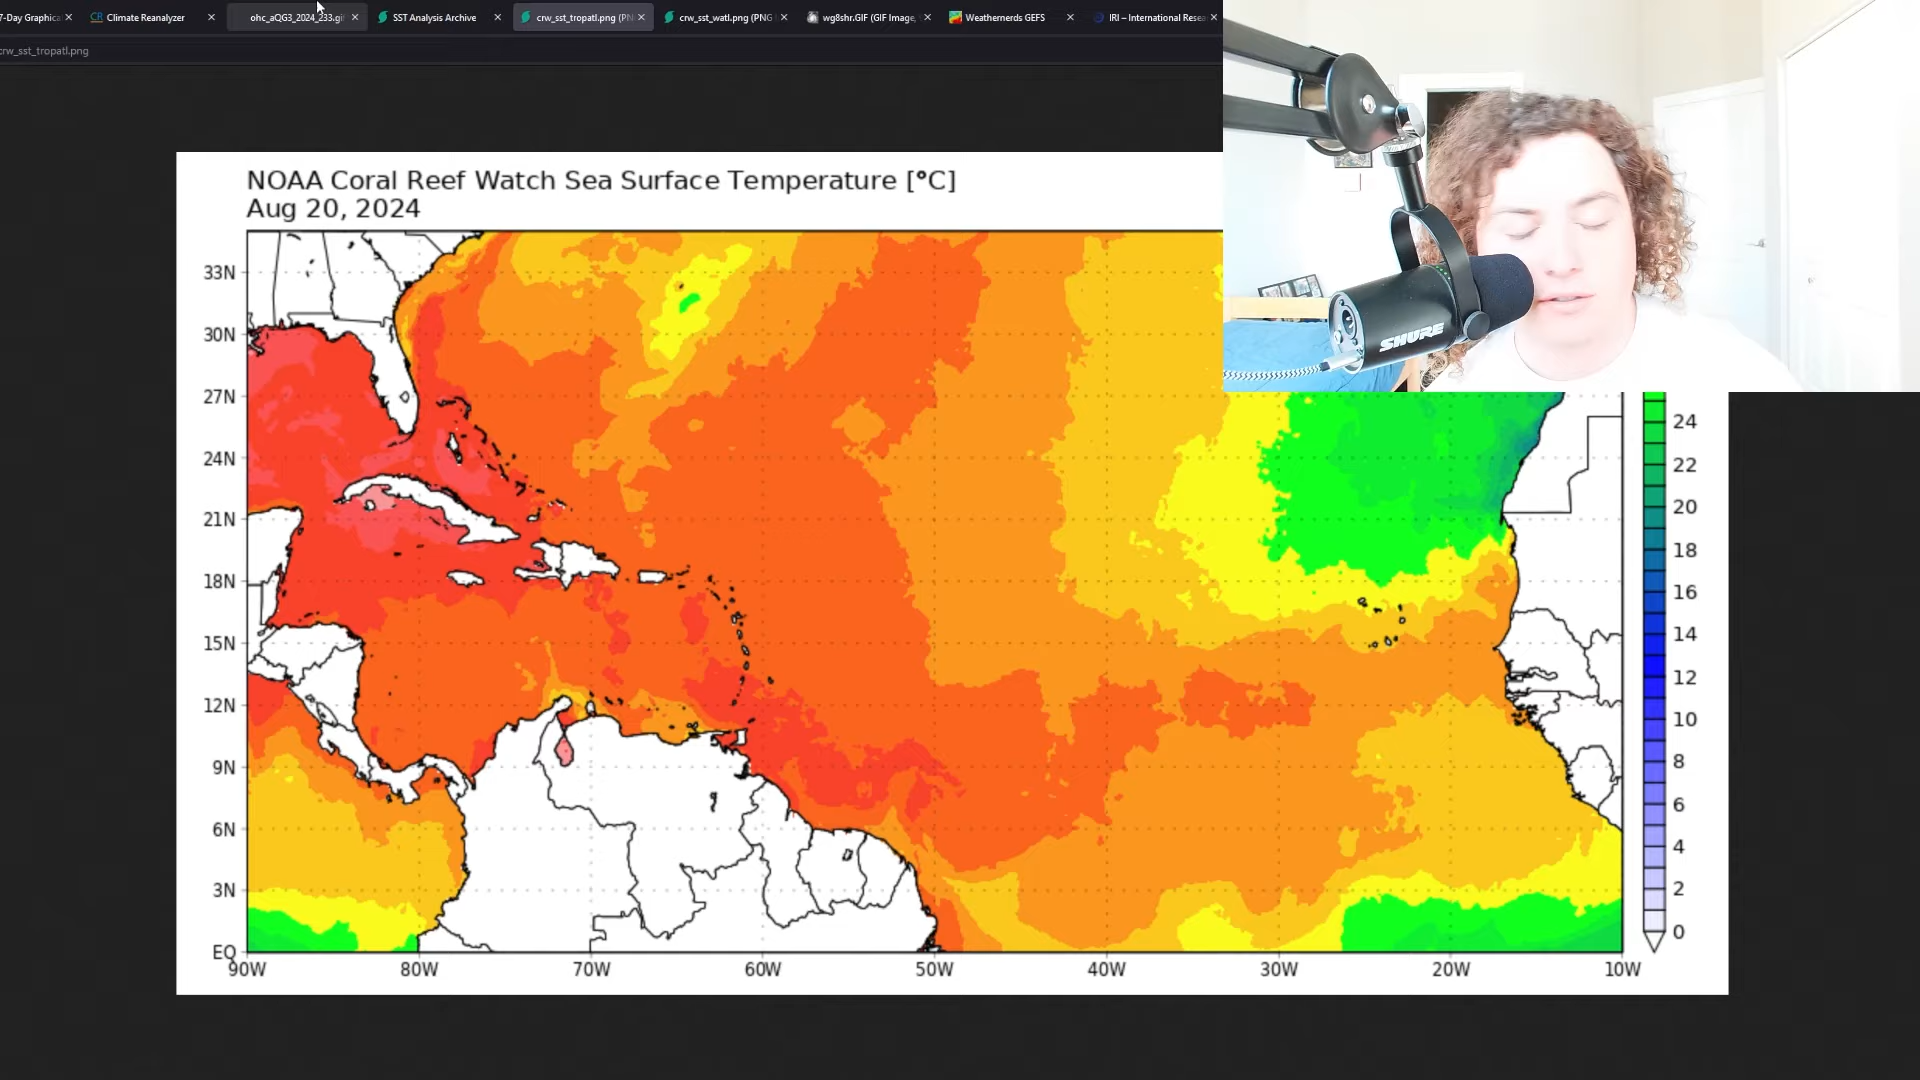 7-Day Graphica
Climate Reanalyzer
ohc_aQG3_2024_233.gif
SST Analysis Archive
crw_sst_tropatl.png (PN
crw_sst_watl.png (PNG
wg8shr.GIF (GIF Image,
Weathernerds GEFS
IRI – International Resea
crw_sst_tropatl.png
NOAA Coral Reef Watch Sea Surface Temperature [°C]
Aug 20, 2024
33N
30N
27N
24N
21N
18N
15N
12N
9N
6N
3N
EQ
90W
80W
70W
60W
50W
40W
30W
20W
10W
24
22
20
18
16
14
12
10
8
6
4
2
0
SHURE